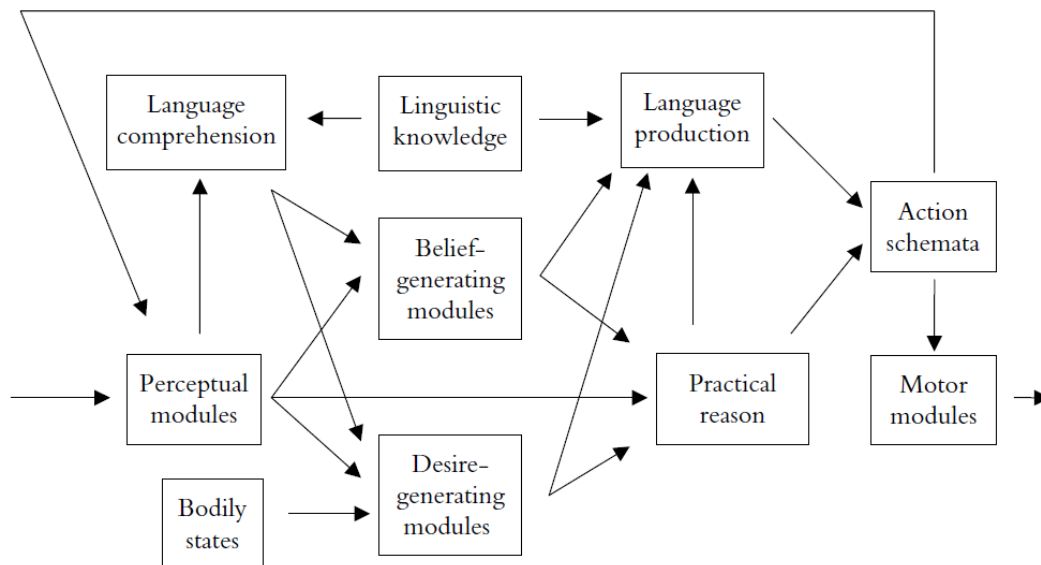 Language
comprehension
Linguistic
knowledge
Language
production
Action
schemata
Belief-
generating
modules
Perceptual
modules
Practical
reason
Motor
modules
Desire-
generating
modules
Bodily
states